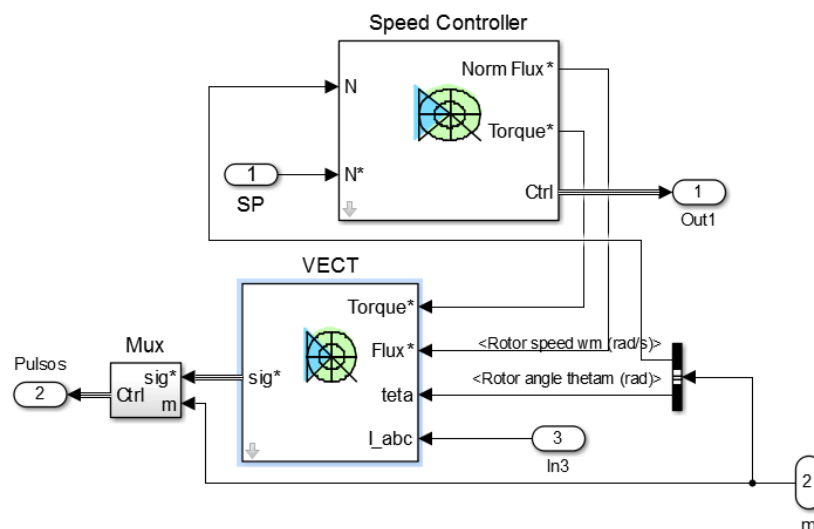 Speed Controller
N
Norm Flux*
Torque*
1
N*
SP
Ctrl
1
Out1
VECT
Torque*
Mux
Flux*
<Rotor speed wm (rad/s)>
Pulsos
2
sig*
Ctrl
m
sig*
teta
<Rotor angle thetam (rad)>
I_abc
3
In3
2
m